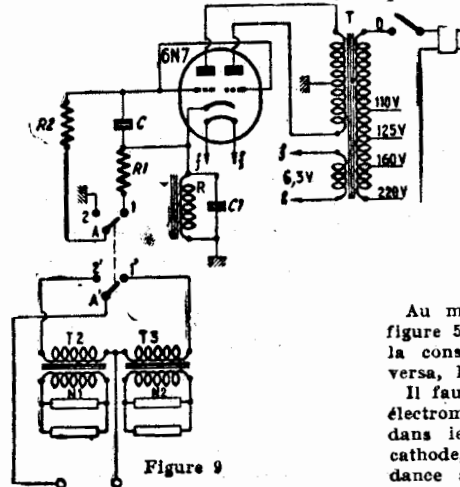 6N7
T
D
R2
C
R1
R
C1
f
f
110V
125V
160V
220V
f
6,3V
f
2
1
A
2'
1'
A'
T2
T3
N1
N2
Figure 9
Au m
figure 5
la cons
versa, I
Il fau
électrom
dans le
cathode
dance a